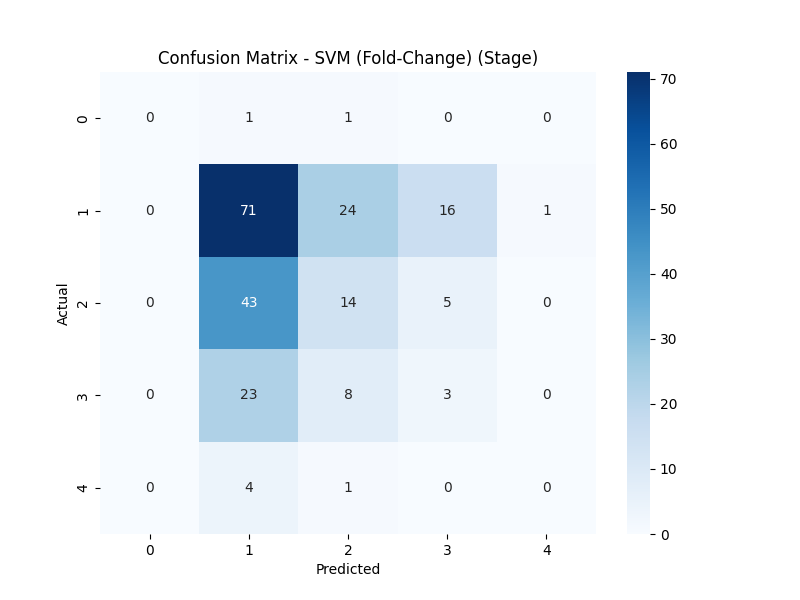 Confusion Matrix - SVM (Fold-Change) (Stage)
0 0 1 1 0 0
1 0 71 24 16 1
2 0 43 14 5 0
3 0 23 8 3 0
4 0 4 1 0 0
0 1 2 3 4
Predicted
Actual
70
60
50
40
30
20
10
0